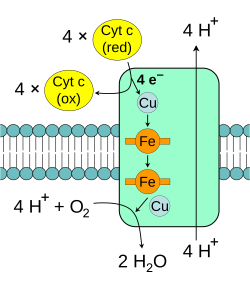 4 × Cyt c
(red)
4 H⁺
4 × Cyt c
(ox)
4 e⁻
Cu
Fe
Fe
Cu
4 H⁺ + O₂
2 H₂O
4 H⁺